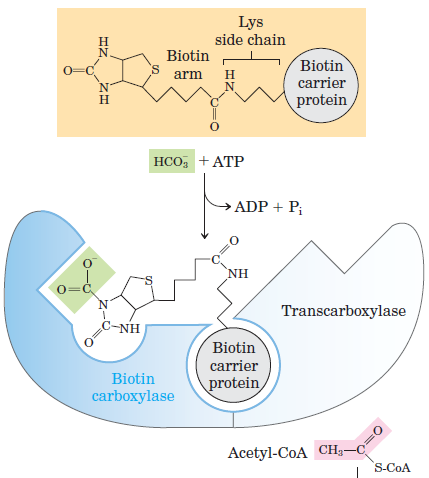 Lys
side chain
Biotin
arm
Biotin
carrier
protein
H
N
O=C
N
H
S
H
N
C
O
HCO₃⁻ + ATP
ADP + Pᵢ
O⁻
O=C
N
C
O
NH
S
O
C
NH
Transcarboxylase
Biotin
carrier
protein
Biotin
carboxylase
Acetyl-CoA
O
CH₃—C
S-CoA